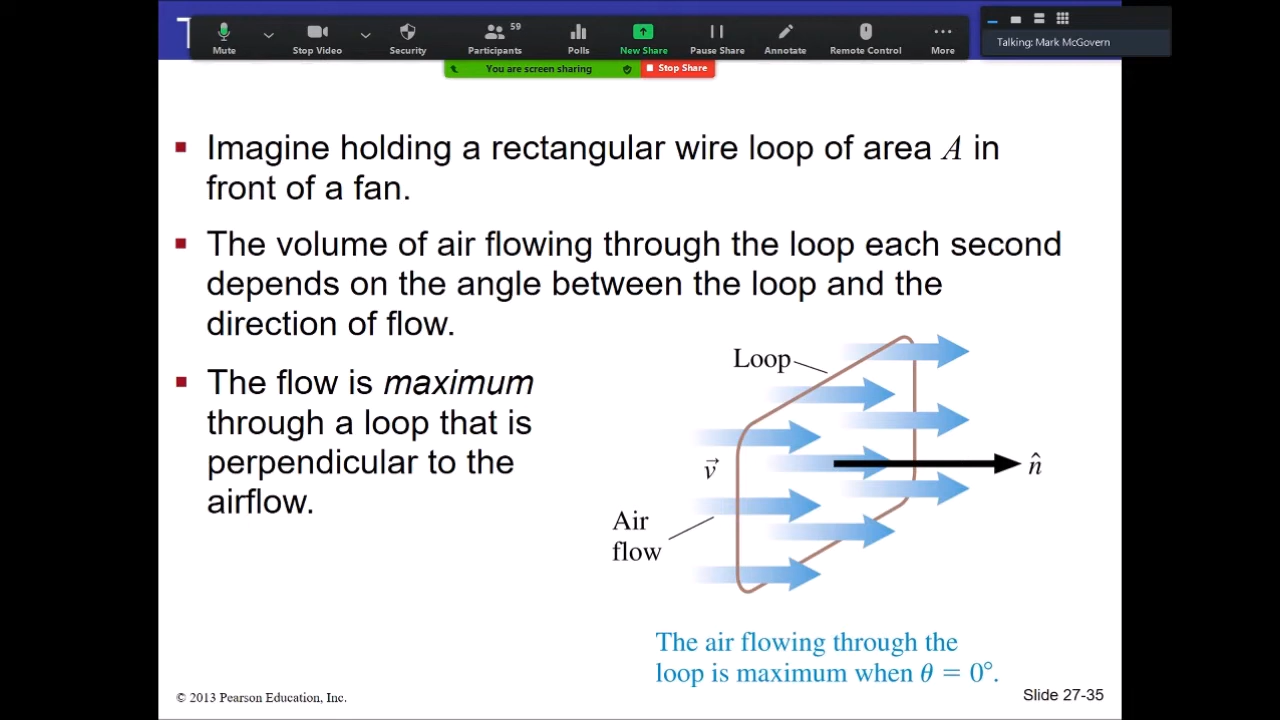 T
59
Mute
Stop Video
Security
Participants
Polls
New Share
Pause Share
Annotate
Remote Control
More
Talking: Mark McGovern
You are screen sharing
Stop Share
Imagine holding a rectangular wire loop of area A in
front of a fan.
The volume of air flowing through the loop each second
depends on the angle between the loop and the
direction of flow.
The flow is maximum
through a loop that is
perpendicular to the
airflow.
Loop
v⃗
n̂
Air
flow
The air flowing through the
loop is maximum when θ = 0°.
© 2013 Pearson Education, Inc.
Slide 27-35